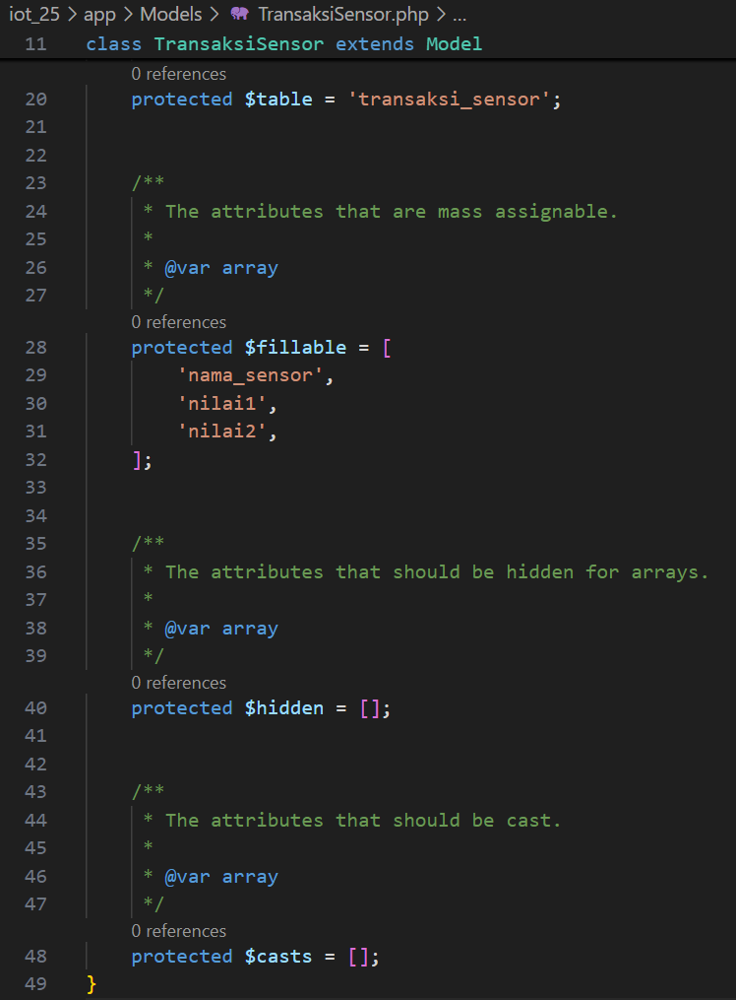 iot_25 > app > Models > TransaksiSensor.php > ...
11 class TransaksiSensor extends Model
0 references
20 protected $table = 'transaksi_sensor';
21
22
23 /**
24 * The attributes that are mass assignable.
25 *
26 * @var array
27 */
0 references
28 protected $fillable = [
29 'nama_sensor',
30 'nilai1',
31 'nilai2',
32 ];
33
34
35 /**
36 * The attributes that should be hidden for arrays.
37 *
38 * @var array
39 */
0 references
40 protected $hidden = [];
41
42
43 /**
44 * The attributes that should be cast.
45 *
46 * @var array
47 */
0 references
48 protected $casts = [];
49 }